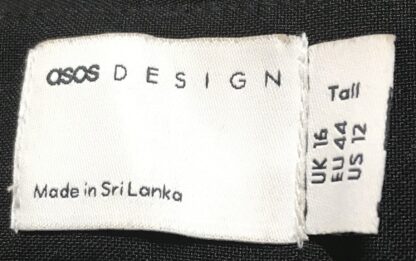 asos DESIGN
Made in Sri Lanka
Tall
UK 16
EU 44
US 12